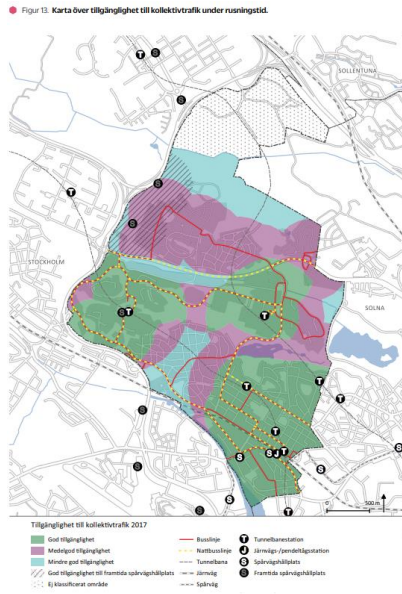 Figur 13. Karta över tillgänglighet till kollektivtrafik under rusningstid.
SOLLENTUNA
T S
S
S
T
S
STOCKHOLM
SOLNA
S T
T
T
T
T
S
T
S
S J T
S
S
S
S
T
0 500 m
Tillgänglighet till kollektivtrafik 2017
God tillgänglighet
Medelgod tillgänglighet
Mindre god tillgänglighet
God tillgänglighet till framtida spårvägshållplats
Ej klassificerat område
Busslinje
Nattbusslinje
Tunnelbana
Järnväg
Spårväg
T Tunnelbanestation
J Järnvägs-/pendeltågsstation
S Spårvägshållplats
S Framtida spårvägshållplats